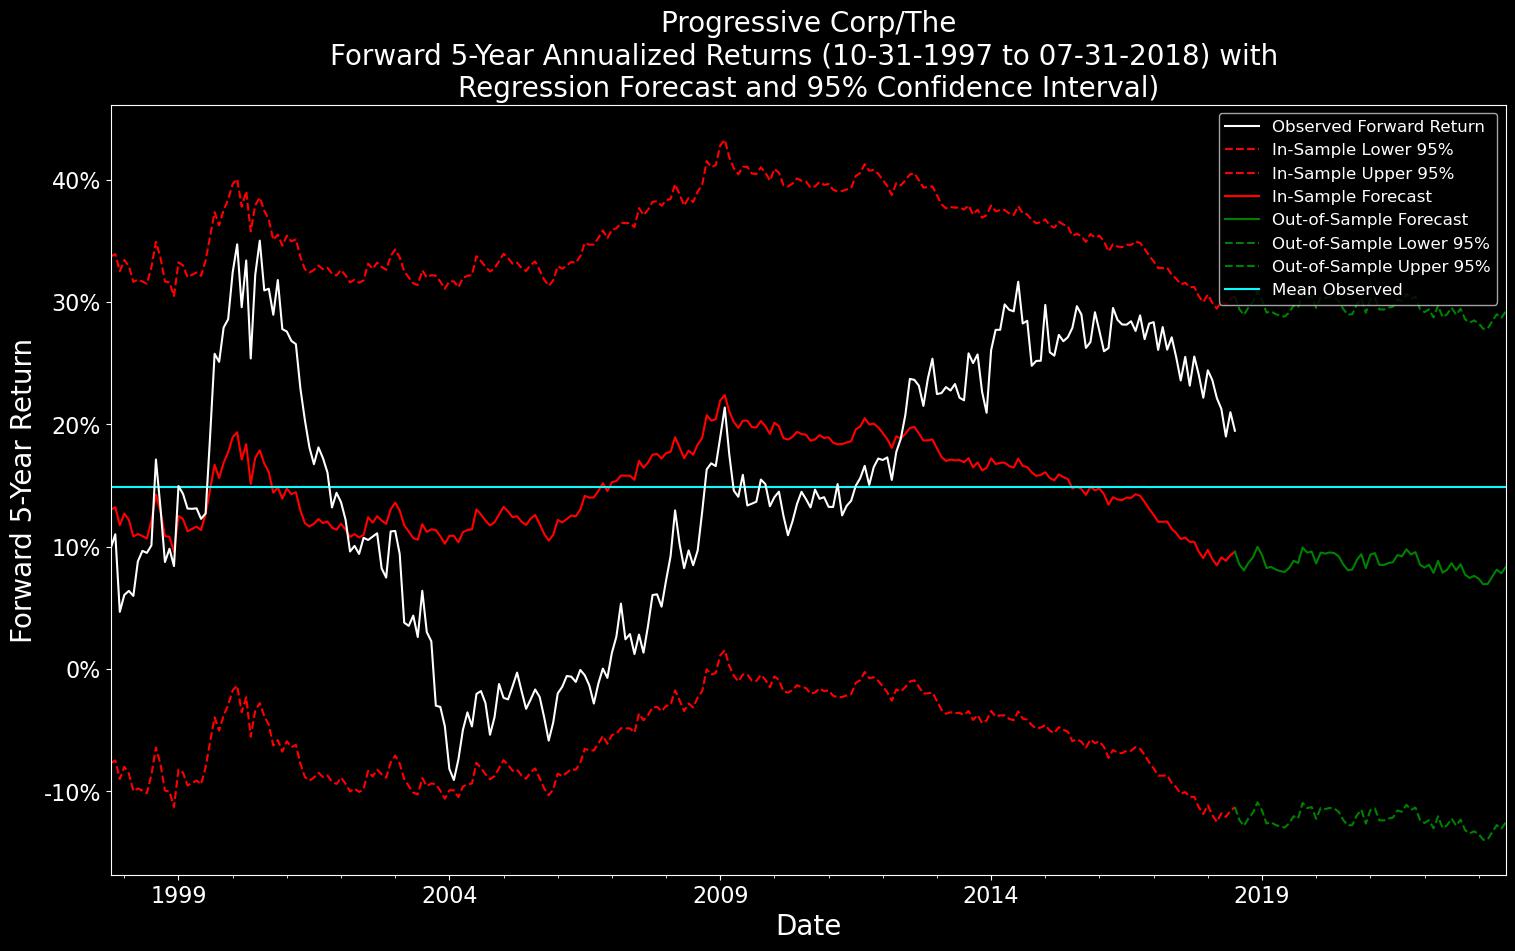 Progressive Corp/The
Forward 5-Year Annualized Returns (10-31-1997 to 07-31-2018) with
Regression Forecast and 95% Confidence Interval)
Observed Forward Return
In-Sample Lower 95%
In-Sample Upper 95%
In-Sample Forecast
Out-of-Sample Forecast
Out-of-Sample Lower 95%
Out-of-Sample Upper 95%
Mean Observed
Forward 5-Year Return
40%
30%
20%
10%
0%
-10%
1999
2004
2009
2014
2019
Date